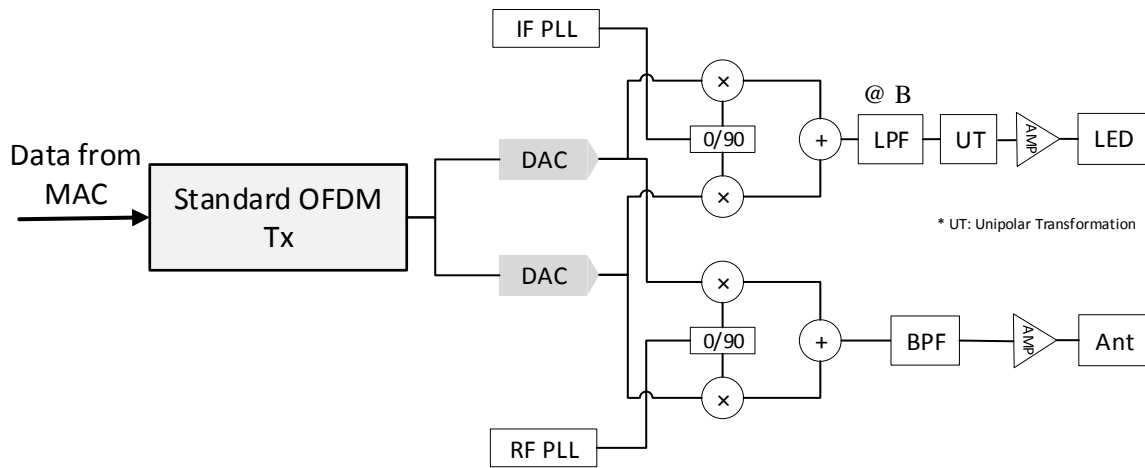 IF PLL
×
@ B
0/90
+
LPF
UT
AMP
LED
DAC
Data from
MAC
Standard OFDM
Tx
×
* UT: Unipolar Transformation
DAC
×
0/90
+
BPF
AMP
Ant
×
RF PLL